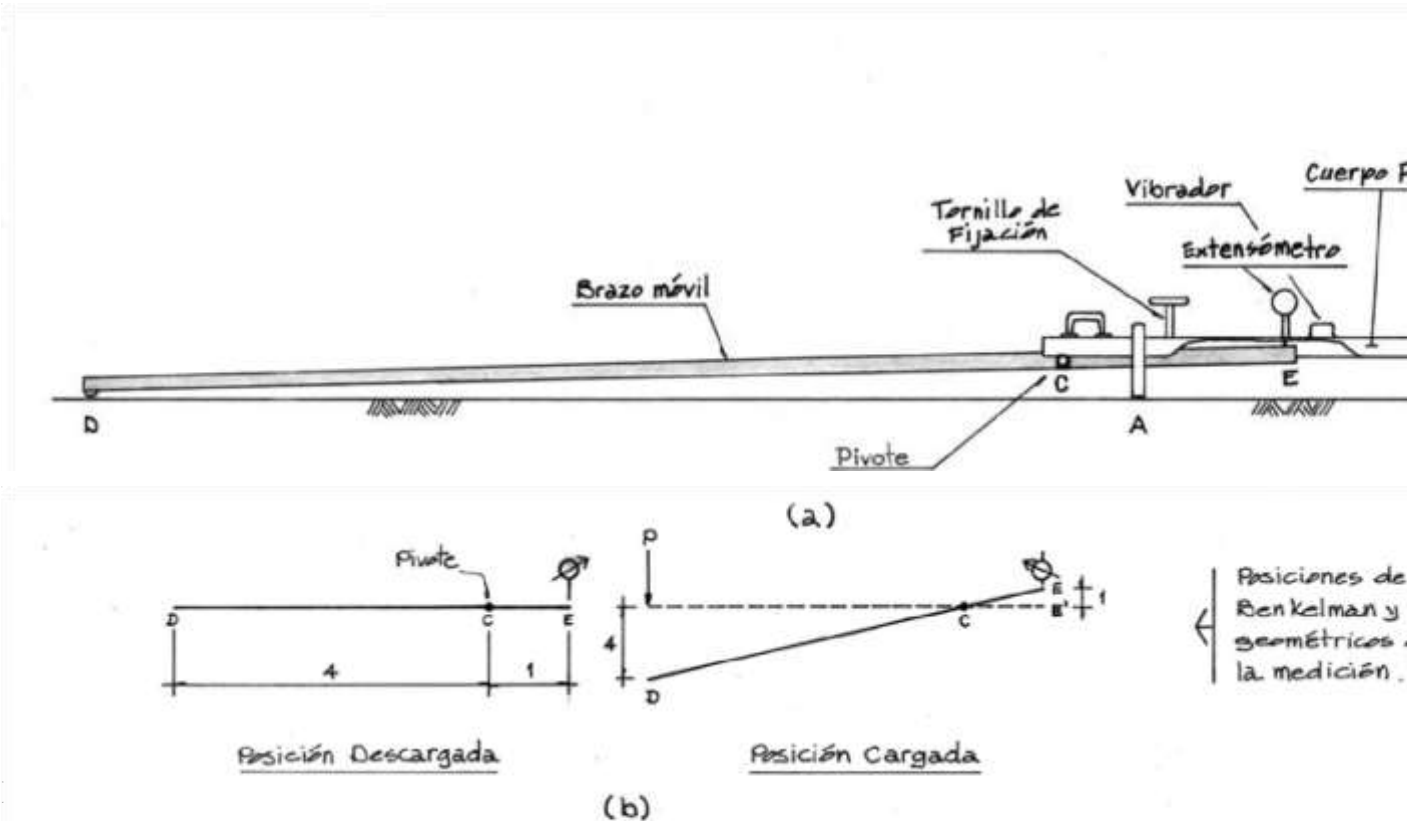 Cuerpo P
Vibrador
Tornillo de
Fijación
Extensómetro
Brazo móvil
C
E
D
A
Pivote
(a)
P
Pivote
E
1
D
C
E
C
E'
4
4
1
D
Posiciones de
Benkelman y
geométricos
la medición.
Posición Descargada
Posición Cargada
(b)